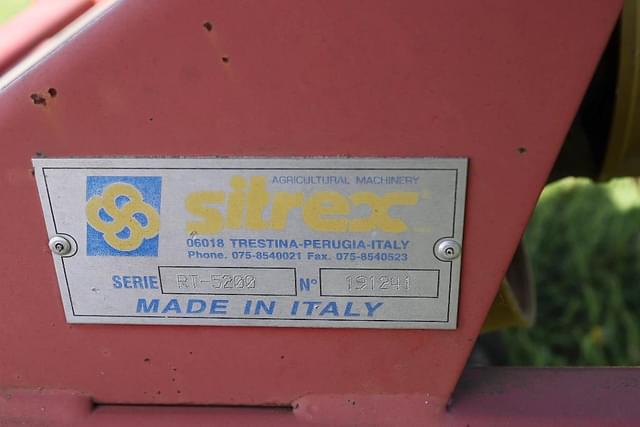 AGRICULTURAL MACHINERY
sitrex
06018 TRESTINA-PERUGIA-ITALY
Phone. 075-8540021 Fax. 075-8540523
SERIE RT-5200 N° 191241
MADE IN ITALY